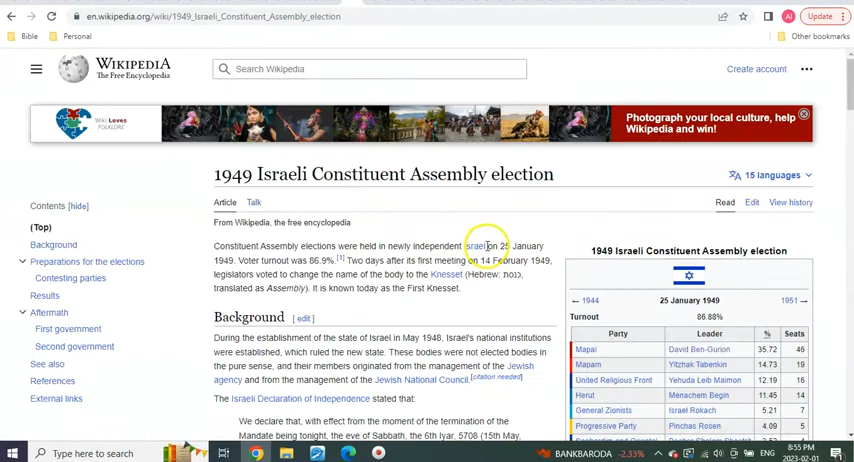 en.wikipedia.org/wiki/1949_Israeli_Constituent_Assembly_election
AI
Update
Bible
Personal
Other bookmarks
WIKIPEDIA
The Free Encyclopedia
Search Wikipedia
Create account
Wiki Loves
FOLKLORE
Photograph your local culture, help
Wikipedia and win!
1949 Israeli Constituent Assembly election
15 languages
Contents [hide]
(Top)
Background
Preparations for the elections
Contesting parties
Results
Aftermath
First government
Second government
See also
References
External links
Article Talk
Read Edit View history
From Wikipedia, the free encyclopedia
Constituent Assembly elections were held in newly independent Israel on 25 January
1949. Voter turnout was 86.9%.[1] Two days after its first meeting on 14 February 1949,
legislators voted to change the name of the body to the Knesset (Hebrew: כנסת,
translated as Assembly). It is known today as the First Knesset.
Background [ edit ]
During the establishment of the state of Israel in May 1948, Israel's national institutions
were established, which ruled the new state. These bodies were not elected bodies in
the pure sense, and their members originated from the management of the Jewish
agency and from the management of the Jewish National Council.[citation needed]
The Israeli Declaration of Independence stated that:
We declare that, with effect from the moment of the termination of the
Mandate being tonight, the eve of Sabbath, the 6th Iyar, 5708 (15th May,
1949 Israeli Constituent Assembly election
← 1944 25 January 1949 1951 →
Turnout 86.88%
Party Leader % Seats
Mapai David Ben-Gurion 35.72 46
Mapam Yitzhak Tabenkin 14.73 19
United Religious Front Yehuda Leib Maimon 12.19 16
Herut Menachem Begin 11.45 14
General Zionists Israel Rokach 5.21 7
Progressive Party Pinchas Rosen 4.09 5
Type here to search
BANKBARODA -2.33%
8:55 PM
2023-02-01